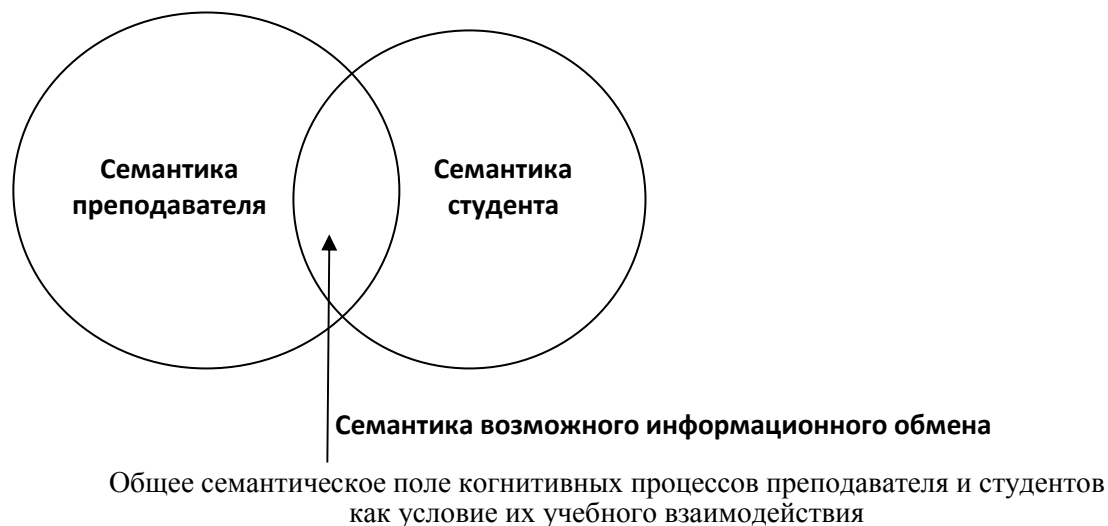 Семантика
преподавателя
Семантика
студента
Семантика возможного информационного обмена
Общее семантическое поле когнитивных процессов преподавателя и студентов
как условие их учебного взаимодействия